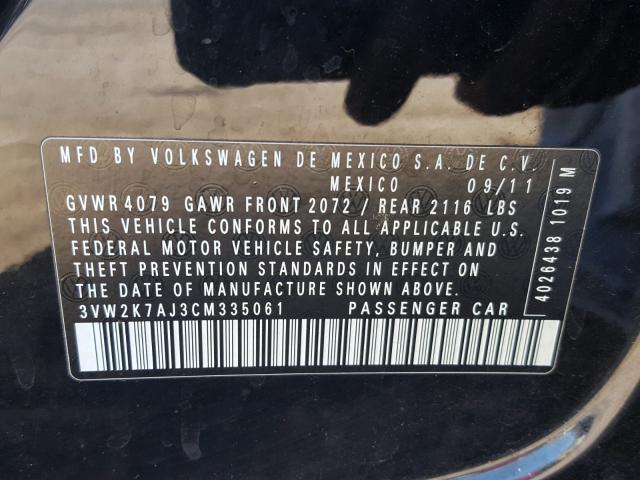 MFD BY VOLKSWAGEN DE MEXICO S.A. DE C.V.
MEXICO 09/11
GVWR 4079 GAWR FRONT 2072 / REAR 2116 LBS
THIS VEHICLE CONFORMS TO ALL APPLICABLE U.S.
FEDERAL MOTOR VEHICLE SAFETY, BUMPER AND
THEFT PREVENTION STANDARDS IN EFFECT ON
THE DATE OF MANUFACTURE SHOWN ABOVE.
3VW2K7AJ3CM335061 PASSENGER CAR
4026438 1019 M